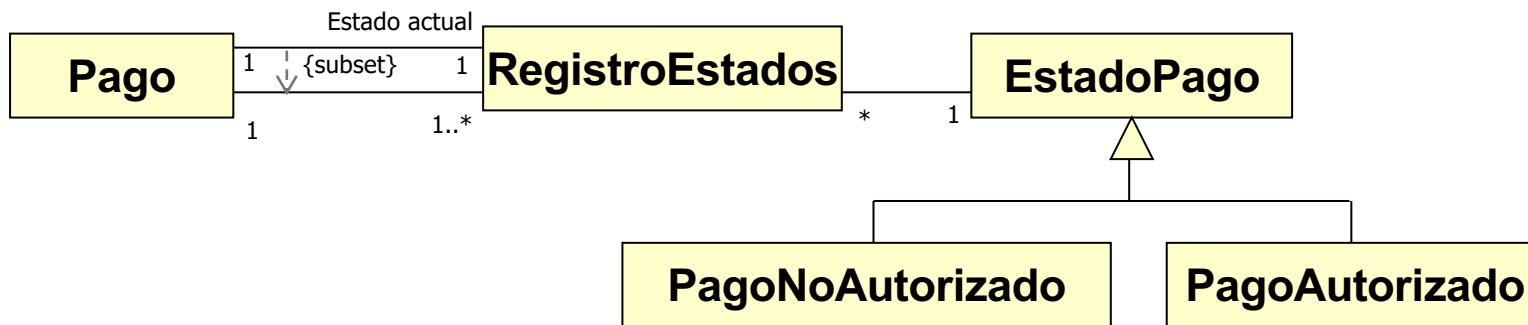 Estado actual
Pago
1
{subset}
1
RegistroEstados
EstadoPago
1
1..*
*
1
PagoNoAutorizado
PagoAutorizado